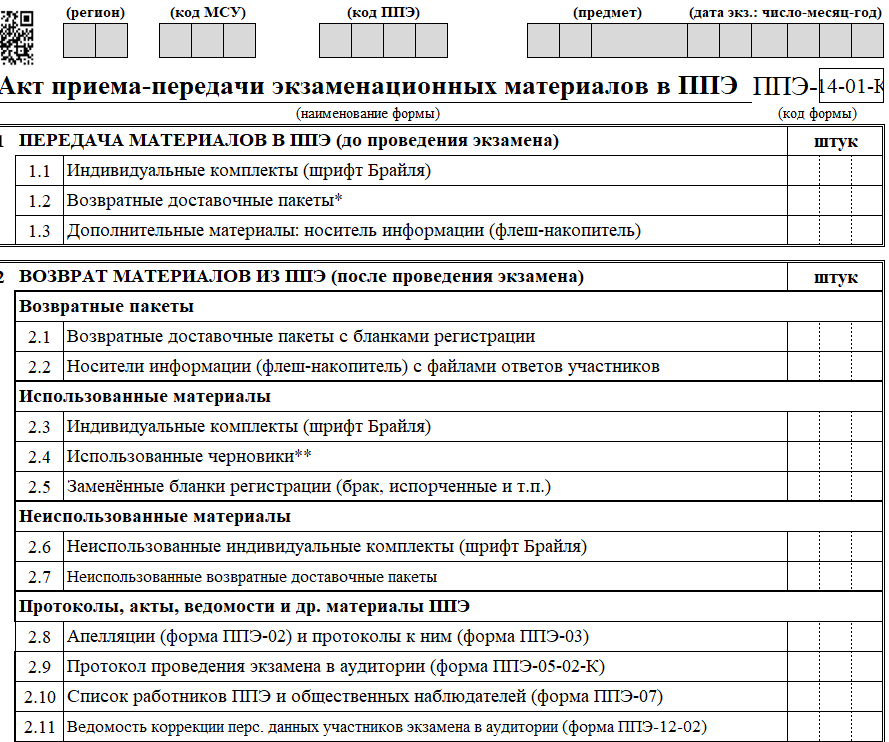 (регион) (код МСУ) (код ППЭ) (предмет) (дата экз.: число-месяц-год)
Акт приема-передачи экзаменационных материалов в ППЭ ППЭ-14-01-К
(наименование формы) (код формы)
1 ПЕРЕДАЧА МАТЕРИАЛОВ В ППЭ (до проведения экзамена) штук
1.1 Индивидуальные комплекты (шрифт Брайля)
1.2 Возвратные доставочные пакеты*
1.3 Дополнительные материалы: носитель информации (флеш-накопитель)
2 ВОЗВРАТ МАТЕРИАЛОВ ИЗ ППЭ (после проведения экзамена) штук
Возвратные пакеты
2.1 Возвратные доставочные пакеты с бланками регистрации
2.2 Носители информации (флеш-накопитель) с файлами ответов участников
Использованные материалы
2.3 Индивидуальные комплекты (шрифт Брайля)
2.4 Использованные черновики**
2.5 Заменённые бланки регистрации (брак, испорченные и т.п.)
Неиспользованные материалы
2.6 Неиспользованные индивидуальные комплекты (шрифт Брайля)
2.7 Неиспользованные возвратные доставочные пакеты
Протоколы, акты, ведомости и др. материалы ППЭ
2.8 Апелляции (форма ППЭ-02) и протоколы к ним (форма ППЭ-03)
2.9 Протокол проведения экзамена в аудитории (форма ППЭ-05-02-К)
2.10 Список работников ППЭ и общественных наблюдателей (форма ППЭ-07)
2.11 Ведомость коррекции перс. данных участников экзамена в аудитории (форма ППЭ-12-02)